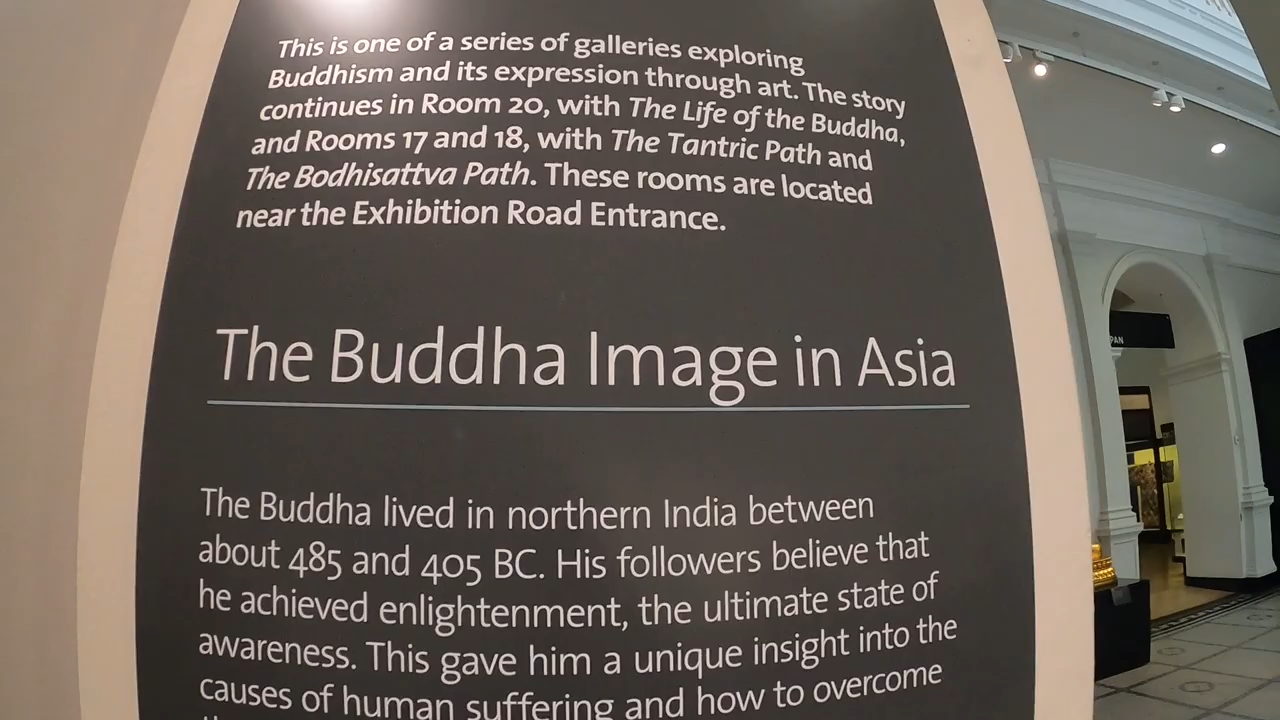 This is one of a series of galleries exploring
Buddhism and its expression through art. The story
continues in Room 20, with The Life of the Buddha,
and Rooms 17 and 18, with The Tantric Path and
The Bodhisattva Path. These rooms are located
near the Exhibition Road Entrance.
The Buddha Image in Asia
The Buddha lived in northern India between
about 485 and 405 BC. His followers believe that
he achieved enlightenment, the ultimate state of
awareness. This gave him a unique insight into the
causes of human suffering and how to overcome
PAN